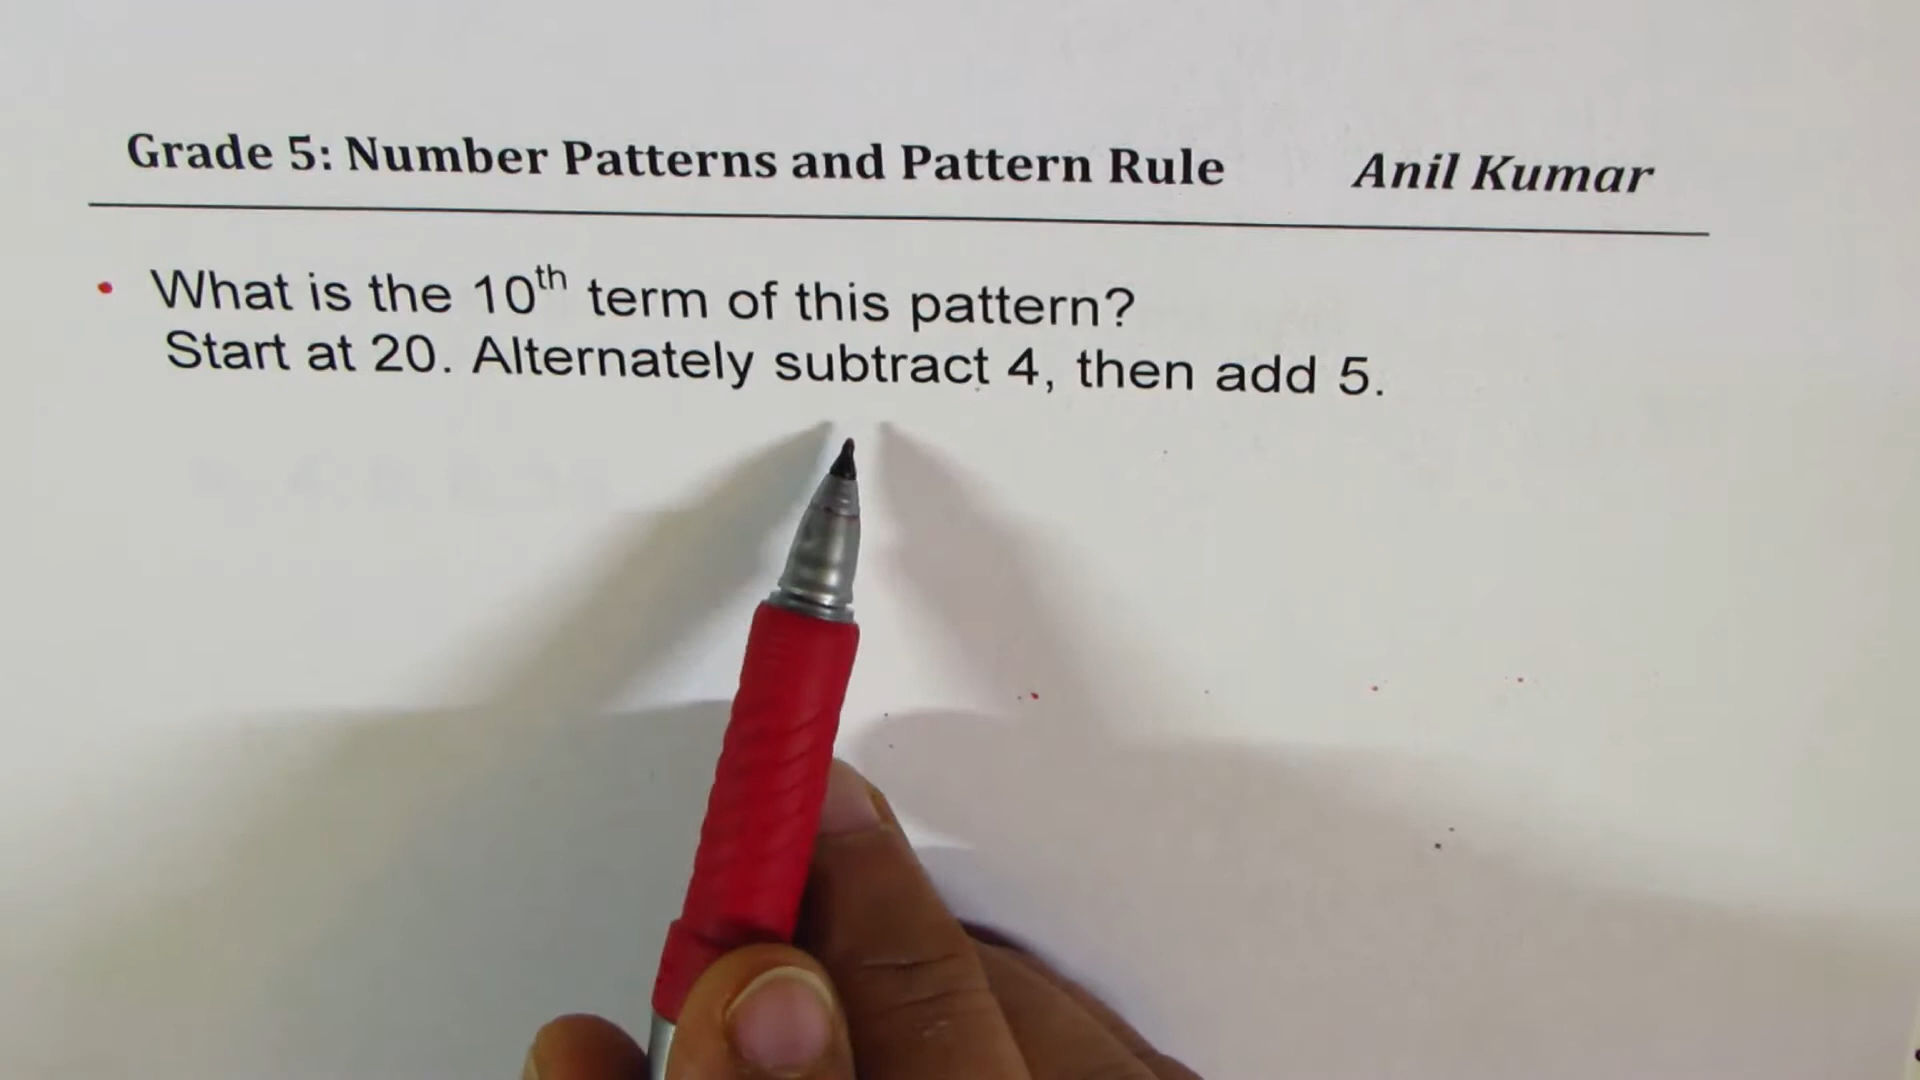 Grade 5: Number Patterns and Pattern Rule Anil Kumar
• What is the 10th term of this pattern?
Start at 20. Alternately subtract 4, then add 5.